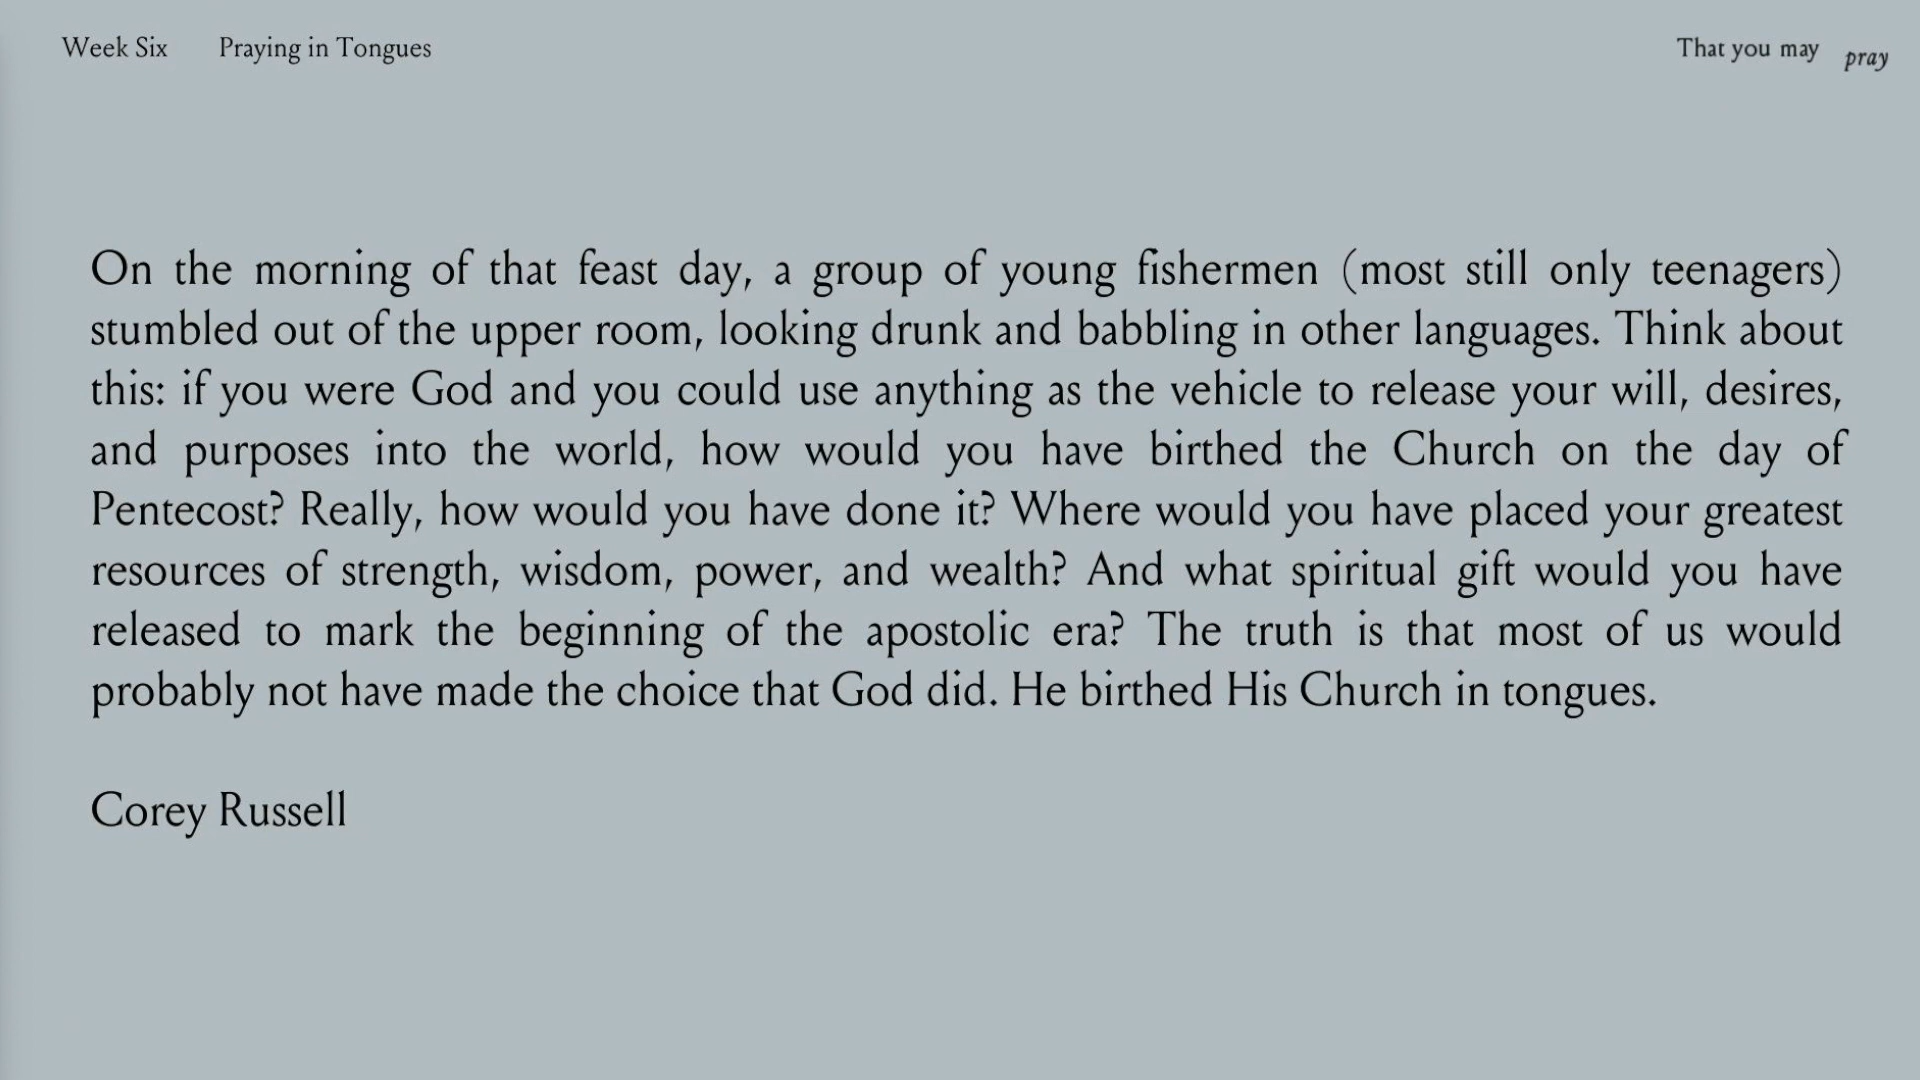 Week Six Praying in Tongues That you may pray
On the morning of that feast day, a group of young fishermen (most still only teenagers)
stumbled out of the upper room, looking drunk and babbling in other languages. Think about
this: if you were God and you could use anything as the vehicle to release your will, desires,
and purposes into the world, how would you have birthed the Church on the day of
Pentecost? Really, how would you have done it? Where would you have placed your greatest
resources of strength, wisdom, power, and wealth? And what spiritual gift would you have
released to mark the beginning of the apostolic era? The truth is that most of us would
probably not have made the choice that God did. He birthed His Church in tongues.
Corey Russell